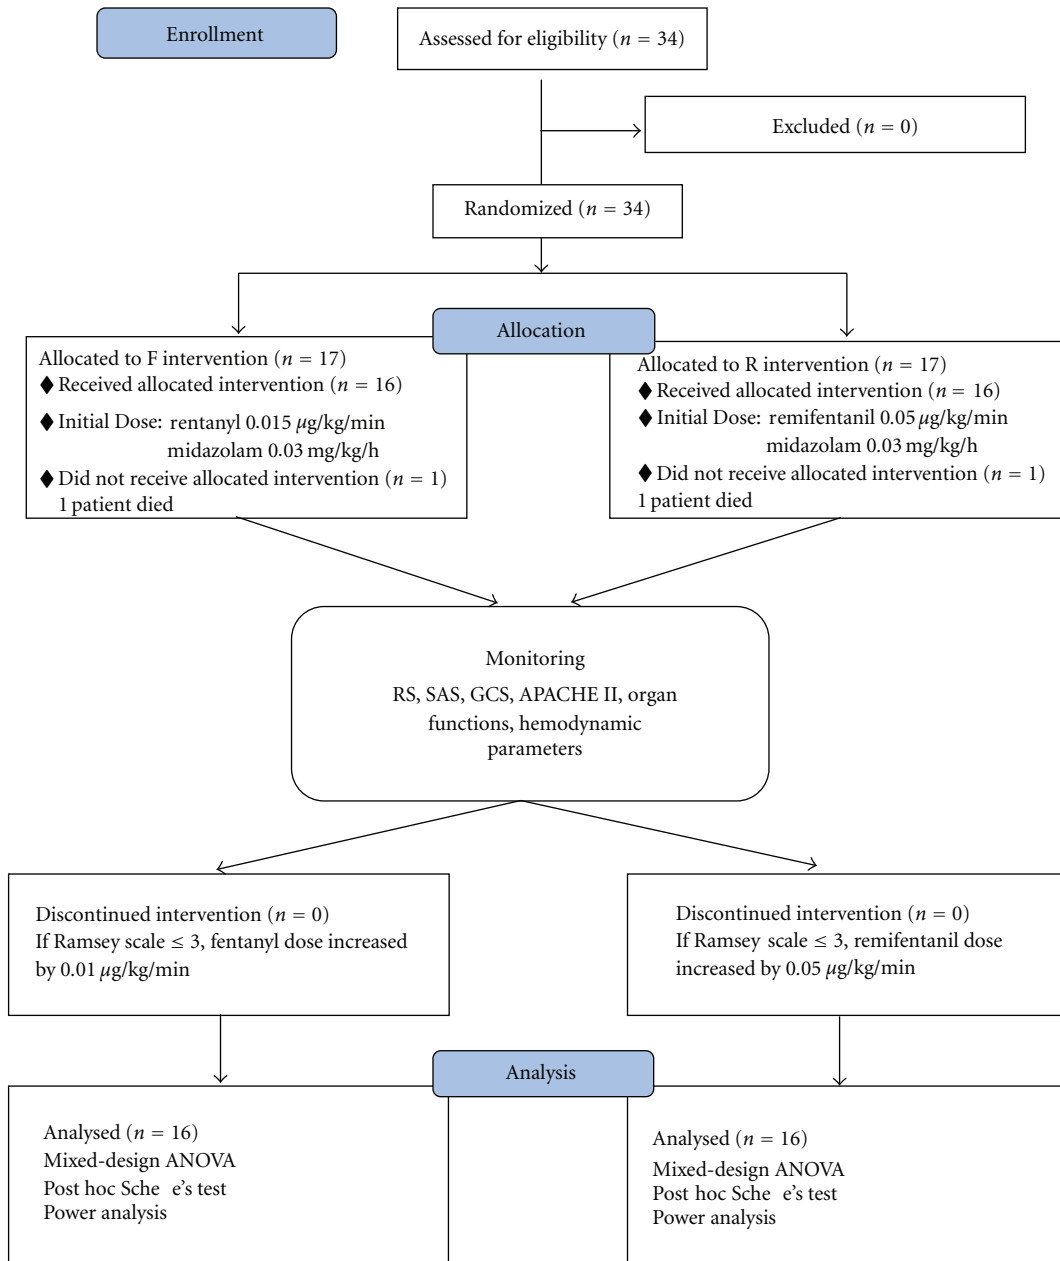 Enrollment
Assessed for eligibility (n = 34)
Excluded (n = 0)
Randomized (n = 34)
Allocation
Allocated to F intervention (n = 17)
♦ Received allocated intervention (n = 16)
♦ Initial Dose: rentanyl 0.015 µg/kg/min
midazolam 0.03 mg/kg/h
♦ Did not receive allocated intervention (n = 1)
1 patient died
Allocated to R intervention (n = 17)
♦ Received allocated intervention (n = 16)
♦ Initial Dose: remifentanil 0.05 µg/kg/min
midazolam 0.03 mg/kg/h
♦ Did not receive allocated intervention (n = 1)
1 patient died
Monitoring
RS, SAS, GCS, APACHE II, organ
functions, hemodynamic
parameters
Discontinued intervention (n = 0)
If Ramsey scale ≤ 3, fentanyl dose increased
by 0.01 µg/kg/min
Discontinued intervention (n = 0)
If Ramsey scale ≤ 3, remifentanil dose
increased by 0.05 µg/kg/min
Analysis
Analysed (n = 16)
Mixed-design ANOVA
Post hoc Sche e's test
Power analysis
Analysed (n = 16)
Mixed-design ANOVA
Post hoc Sche e's test
Power analysis